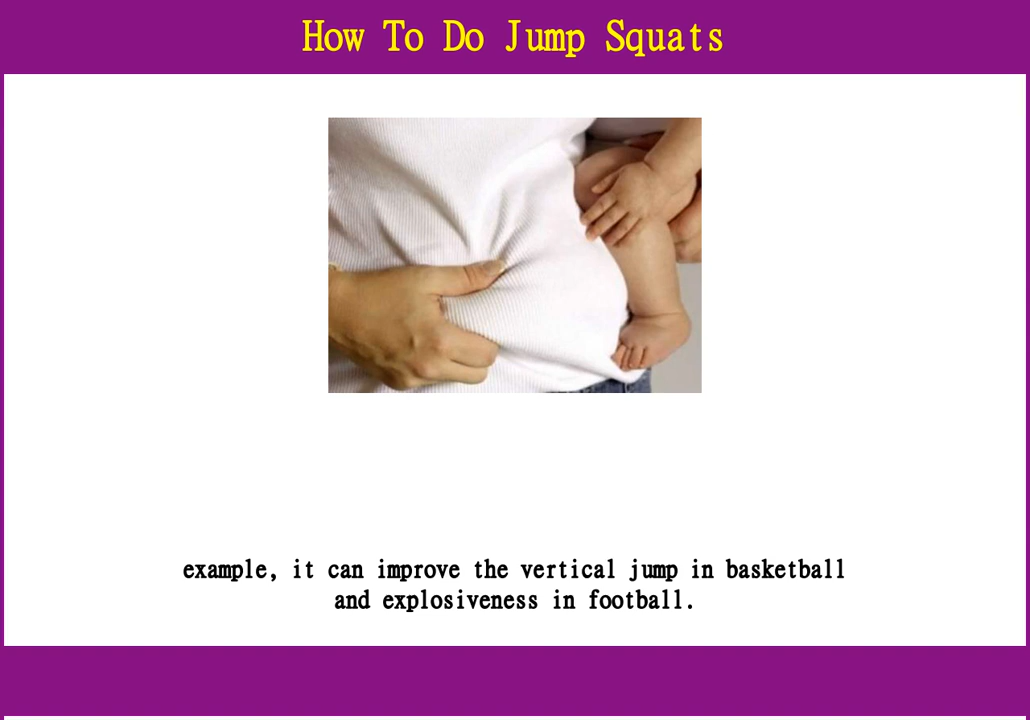 How To Do Jump Squats
example, it can improve the vertical jump in basketball
and explosiveness in football.